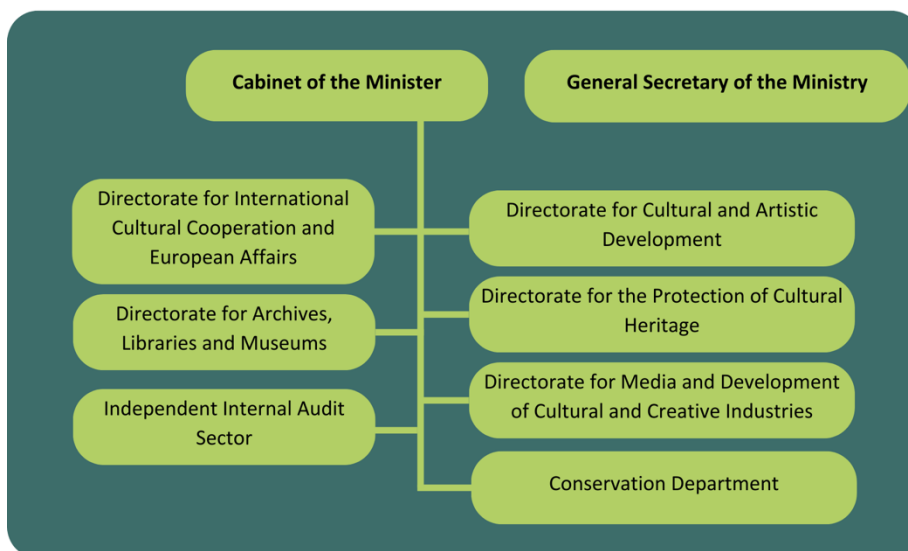 Cabinet of the Minister
General Secretary of the Ministry
Directorate for International
Cultural Cooperation and
European Affairs
Directorate for Cultural and Artistic
Development
Directorate for Archives,
Libraries and Museums
Directorate for the Protection of Cultural
Heritage
Independent Internal Audit
Sector
Directorate for Media and Development
of Cultural and Creative Industries
Conservation Department